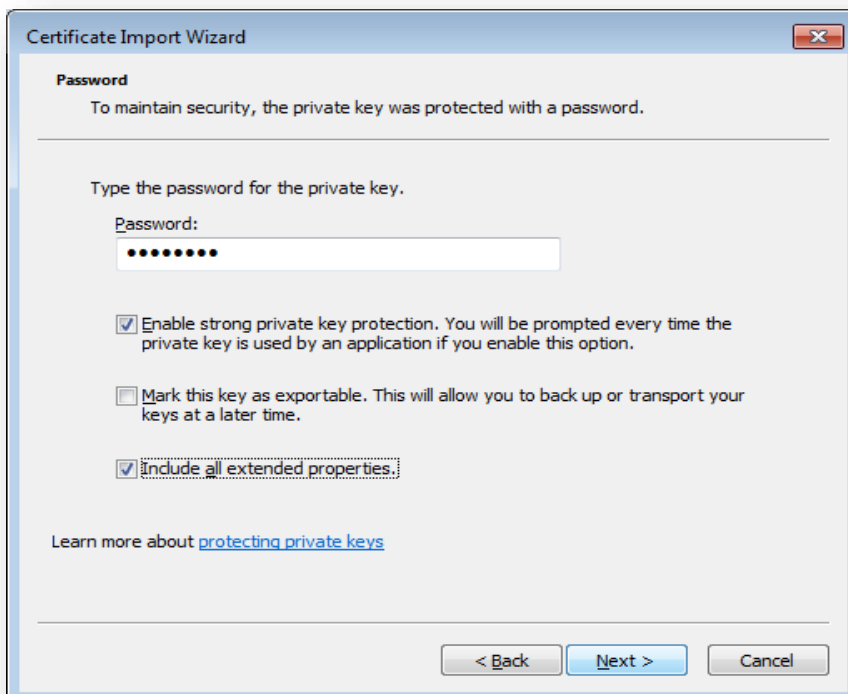 Certificate Import Wizard
Password
To maintain security, the private key was protected with a password.
Type the password for the private key.
Password:
••••••••
Enable strong private key protection. You will be prompted every time the
private key is used by an application if you enable this option.
Mark this key as exportable. This will allow you to back up or transport your
keys at a later time.
Include all extended properties.
Learn more about protecting private keys
< Back Next > Cancel